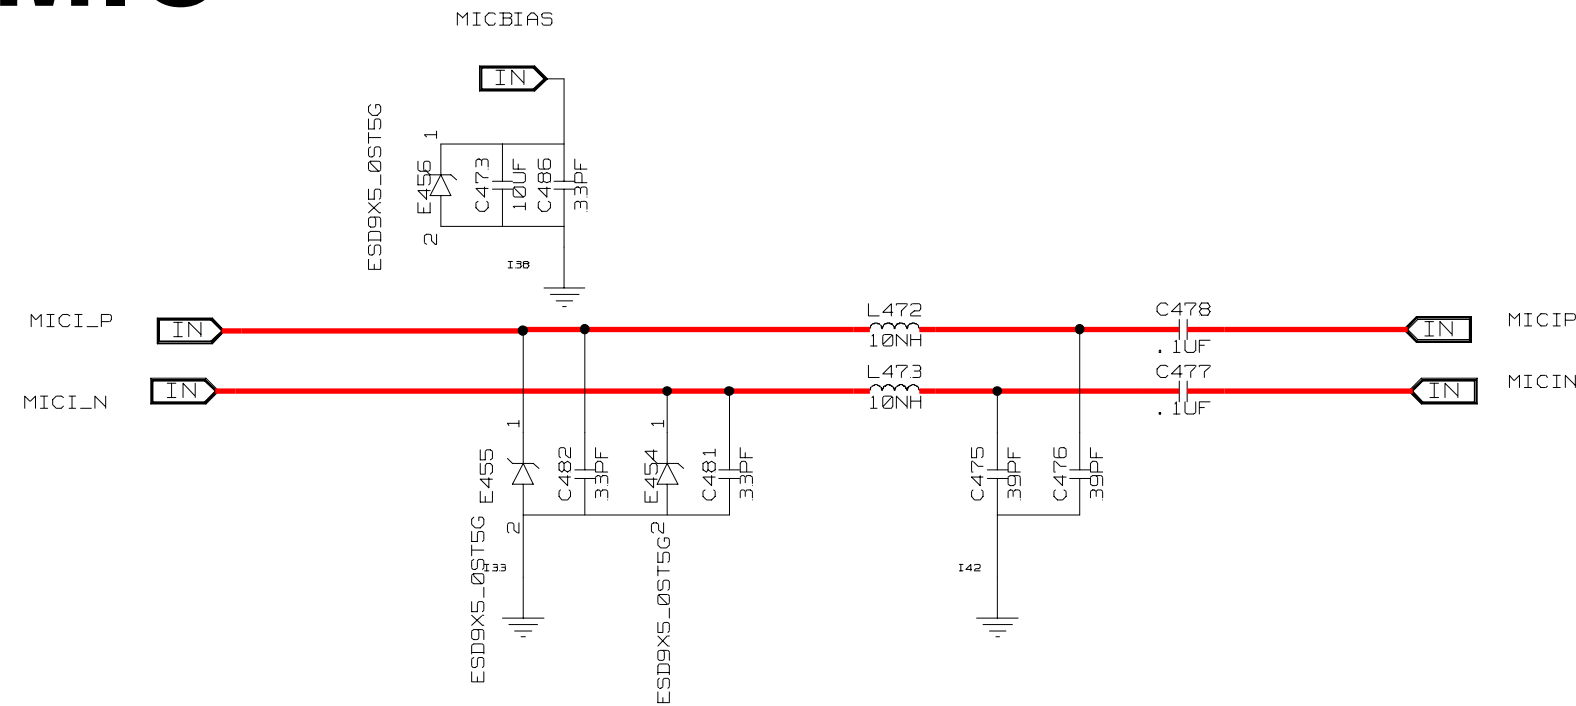 MIC
MICBIAS
IN
ESD9X5_0ST5G
1
E456
2
C473
10UF
C486
33PF
I38
MICI_P
IN
L472
10NH
C478
.1UF
IN
MICIP
MICI_N
IN
L473
10NH
C477
.1UF
IN
MICIN
1
E455
2
ESD9X5_0ST5G
C482
33PF
1
E454
2
ESD9X5_0ST5G
C481
33PF
C475
39PF
C476
39PF
I33
I42